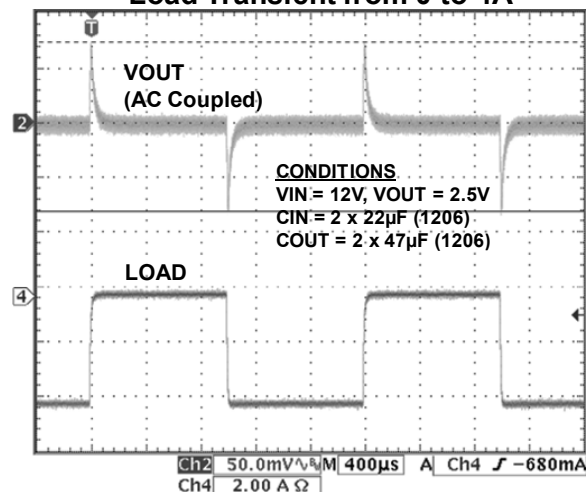 Load Transient from 0 to 4A
T
VOUT
(AC Coupled)
2
CONDITIONS
VIN = 12V, VOUT = 2.5V
CIN = 2 x 22µF (1206)
COUT = 2 x 47µF (1206)
LOAD
4
Ch2 50.0mV M 400µs A Ch4 -680mA
Ch4 2.00 A Ω